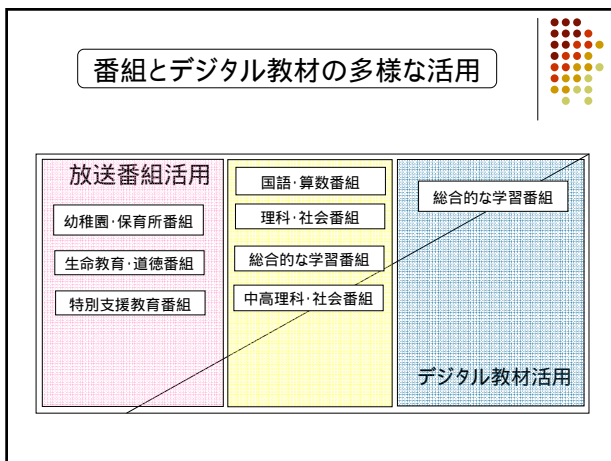 番組とデジタル教材の多様な活用
放送番組活用
幼稚園・保育所番組
生命教育・道徳番組
特別支援教育番組
国語・算数番組
理科・社会番組
総合的な学習番組
中高理科・社会番組
総合的な学習番組
デジタル教材活用